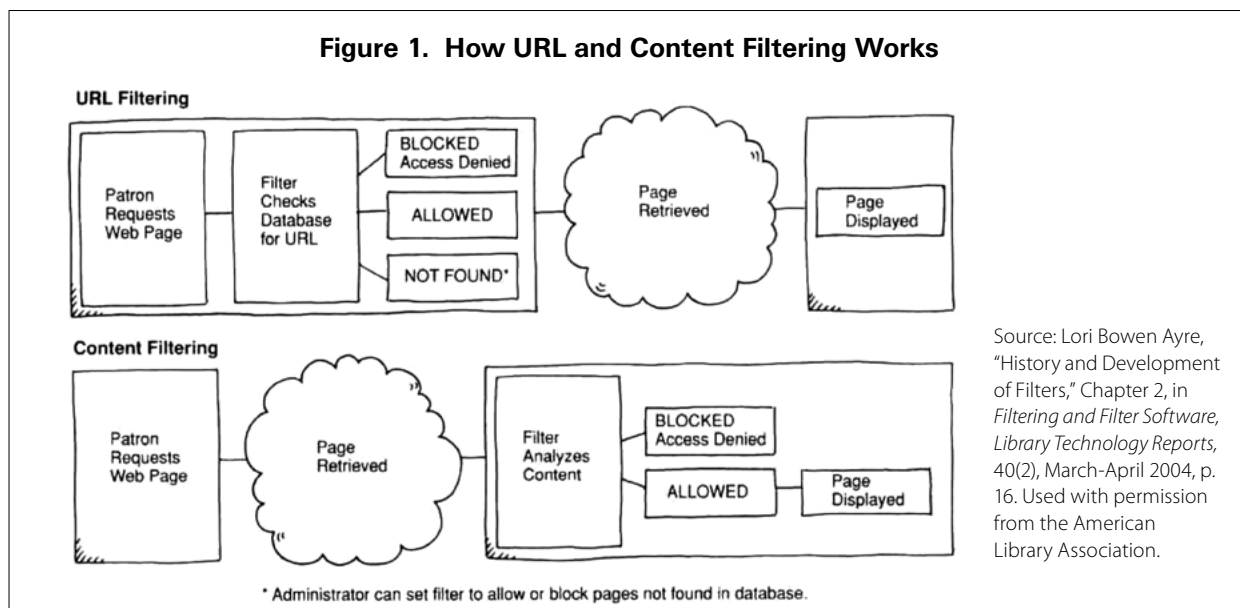 Figure 1. How URL and Content Filtering Works
URL Filtering
Patron
Requests
Web Page
Filter
Checks
Database
for URL
BLOCKED
Access Denied
ALLOWED
NOT FOUND*
Page
Retrieved
Page
Displayed
Content Filtering
Patron
Requests
Web Page
Page
Retrieved
Filter
Analyzes
Content
BLOCKED
Access Denied
ALLOWED
Page
Displayed
* Administrator can set filter to allow or block pages not found in database.
Source: Lori Bowen Ayre,
"History and Development
of Filters," Chapter 2, in
Filtering and Filter Software,
Library Technology Reports,
40(2), March-April 2004, p.
16. Used with permission
from the American
Library Association.